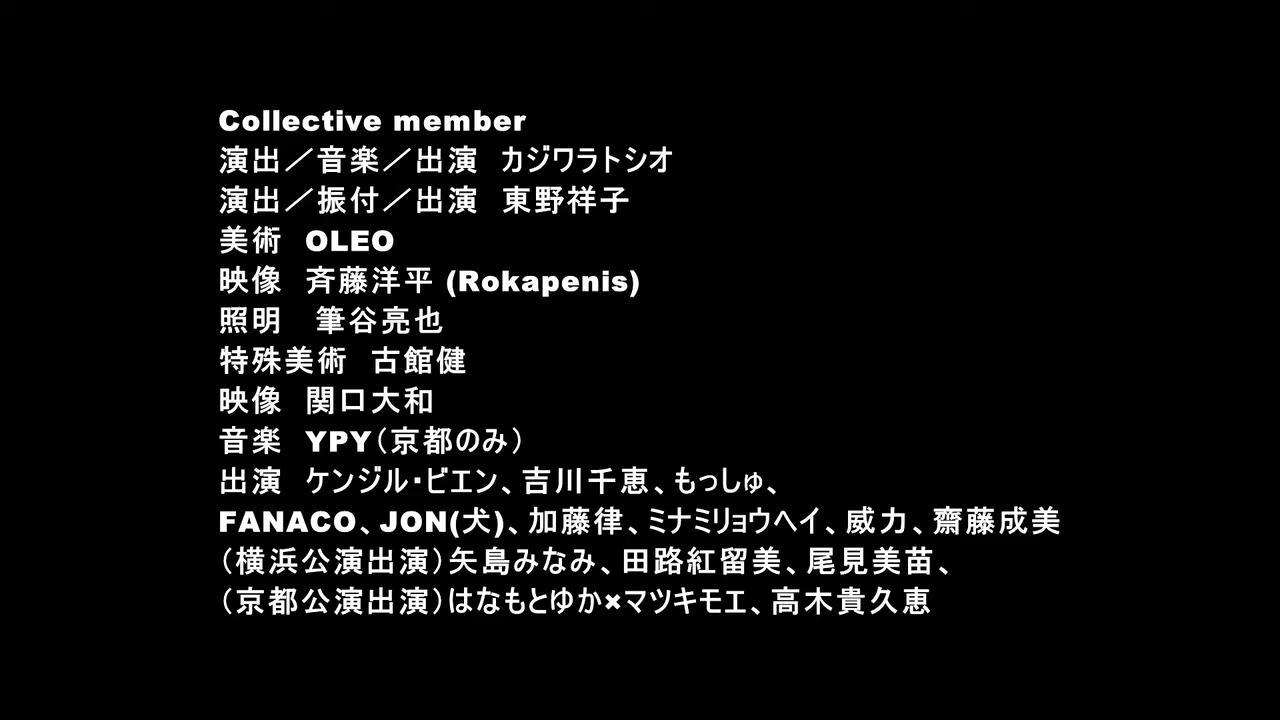 Collective member
演出／音楽／出演　カジワラトシオ
演出／振付／出演　東野祥子
美術　OLEO
映像　斉藤洋平 (Rokapenis)
照明　筆谷亮也
特殊美術　古館健
映像　関口大和
音楽　YPY（京都のみ）
出演　ケンジル・ビエン、吉川千恵、もっしゅ、
FANACO、JON(犬)、加藤律、ミナミリョウヘイ、威力、齋藤成美
（横浜公演出演）矢島みなみ、田路紅留美、尾見美苗、
（京都公演出演）はなもとゆか×マツキモエ、高木貴久恵